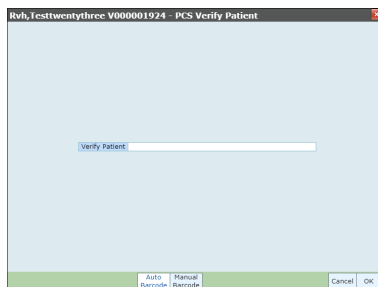 Rvh,Testtwentythree V000001924 - PCS Verify Patient
Verify Patient
Auto Barcode
Manual Barcode
Cancel
OK